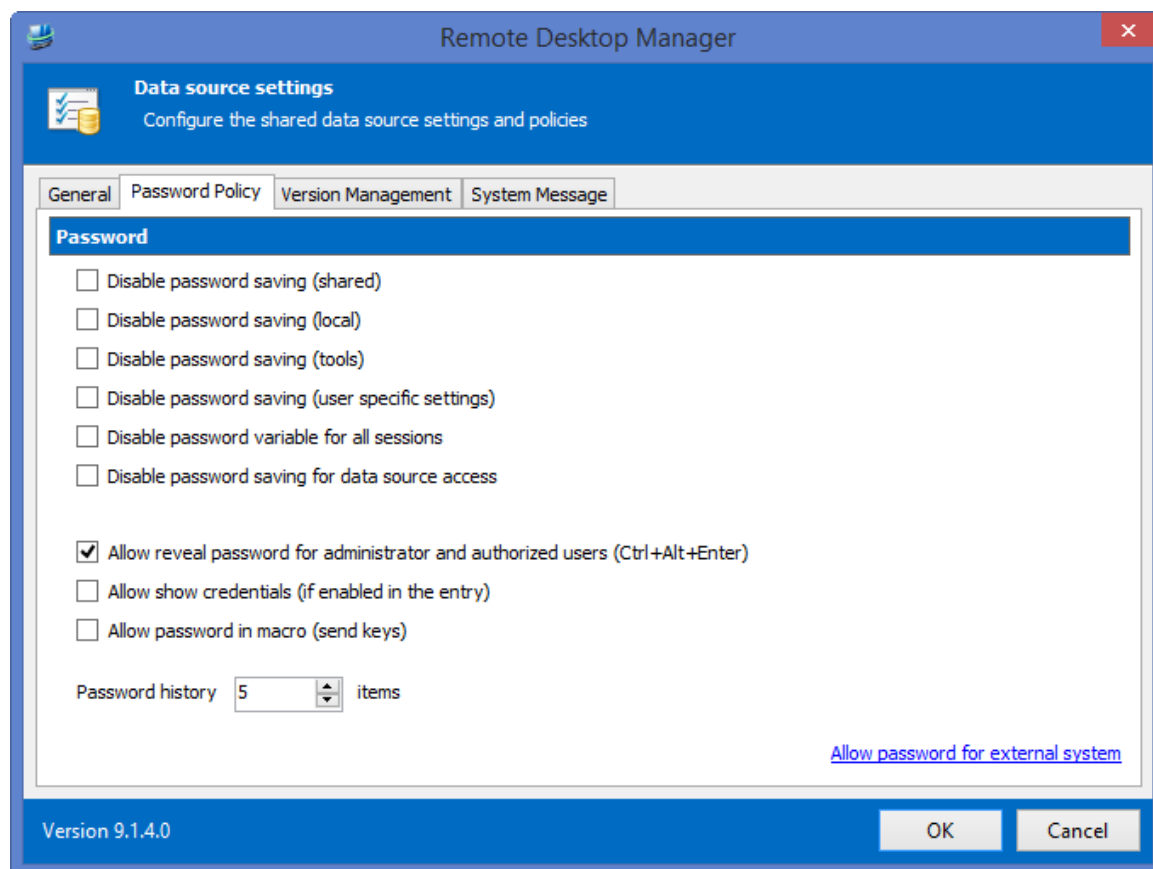 Remote Desktop Manager
Data source settings
Configure the shared data source settings and policies
General Password Policy Version Management System Message
Password
Disable password saving (shared)
Disable password saving (local)
Disable password saving (tools)
Disable password saving (user specific settings)
Disable password variable for all sessions
Disable password saving for data source access
Allow reveal password for administrator and authorized users (Ctrl+Alt+Enter)
Allow show credentials (if enabled in the entry)
Allow password in macro (send keys)
Password history 5 items
Allow password for external system
Version 9.1.4.0 OK Cancel